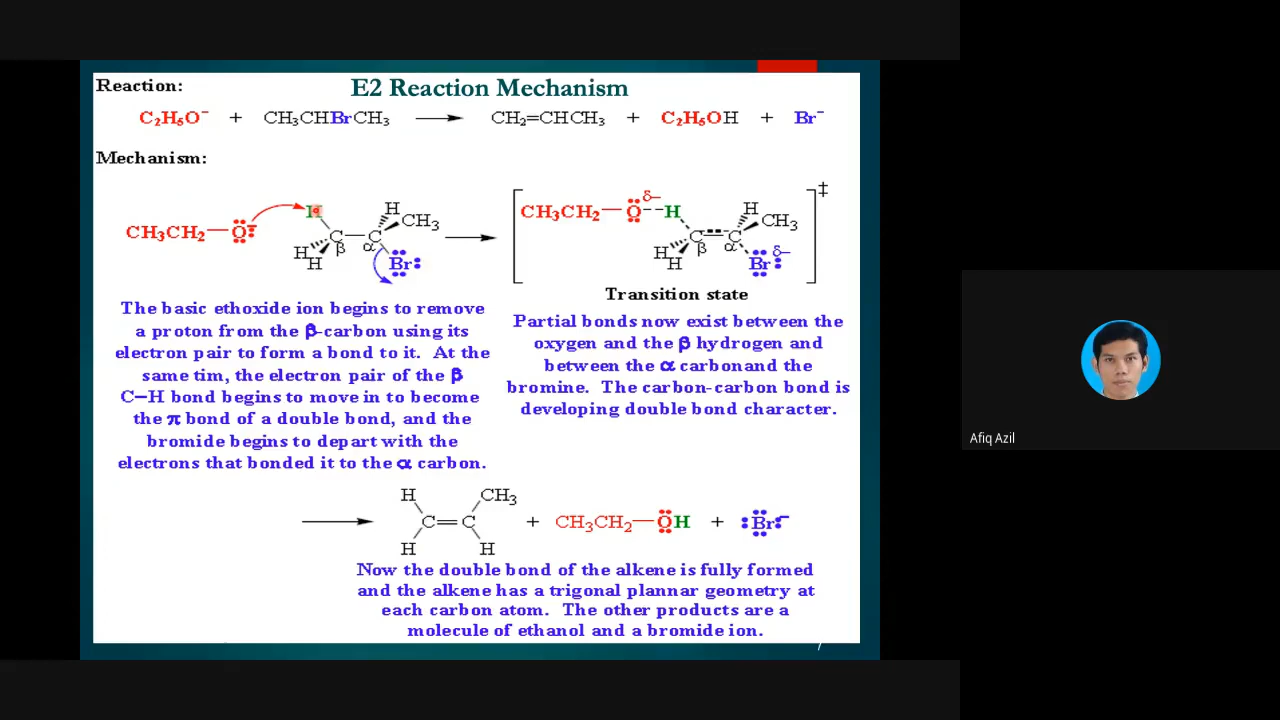 Reaction:
E2 Reaction Mechanism
C₂H₅O⁻ + CH₃CHBrCH₃ ⟶ CH₂=CHCH₃ + C₂H₅OH + Br⁻
Mechanism:
CH₃CH₂—O:⁻ H H CH₃ C C β α H H Br
CH₃CH₂—O δ– H H CH₃ C C β α H H Br δ– ‡
Transition state
The basic ethoxide ion begins to remove
a proton from the β-carbon using its
electron pair to form a bond to it. At the
same tim, the electron pair of the β
C–H bond begins to move in to become
the π bond of a double bond, and the
bromide begins to depart with the
electrons that bonded it to the α carbon.
Partial bonds now exist between the
oxygen and the β hydrogen and
between the α carbonand the
bromine. The carbon-carbon bond is
developing double bond character.
H CH₃
C=C + CH₃CH₂—OH + :Br:⁻
H H
Now the double bond of the alkene is fully formed
and the alkene has a trigonal plannar geometry at
each carbon atom. The other products are a
molecule of ethanol and a bromide ion.
7
Afiq Azil